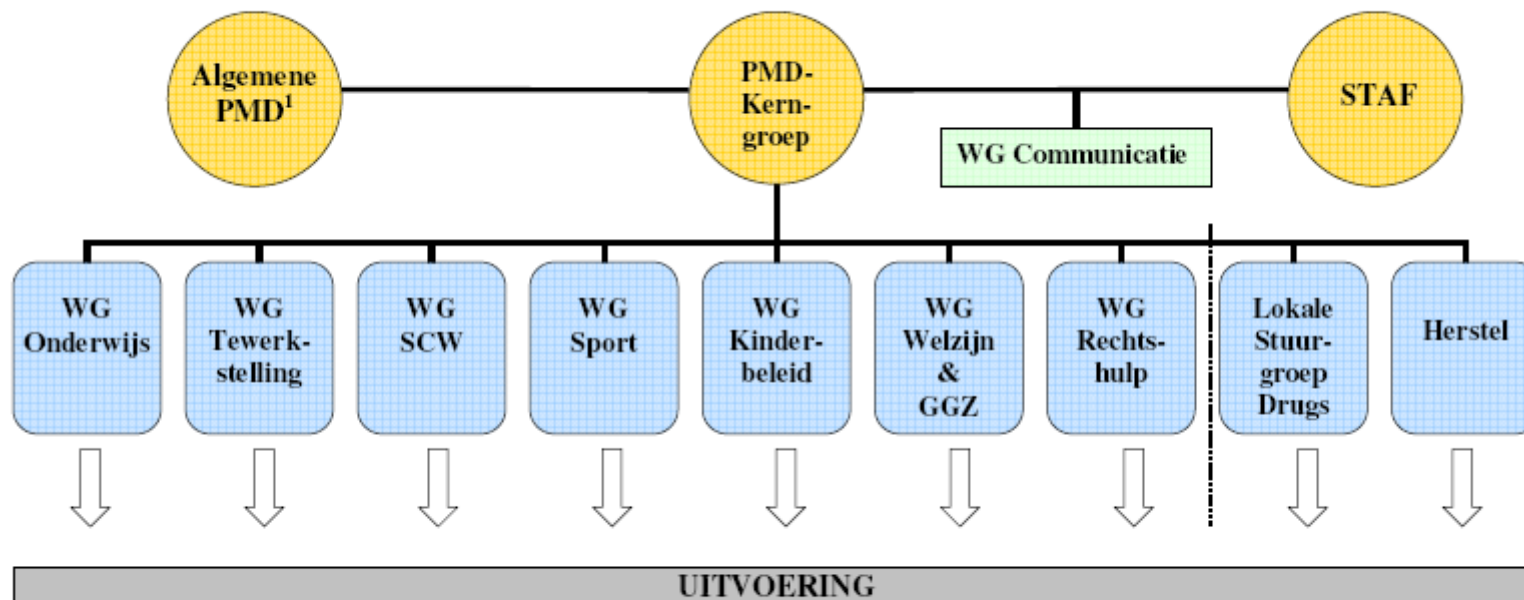 Algemene
PMD¹
PMD-
Kern-
groep
STAF
WG Communicatie
WG
Onderwijs
WG
Tewerk-
stelling
WG
SCW
WG
Sport
WG
Kinder-
beleid
WG
Welzijn
&
GGZ
WG
Rechts-
hulp
Lokale
Stuur-
groep
Drugs
Herstel
UITVOERING